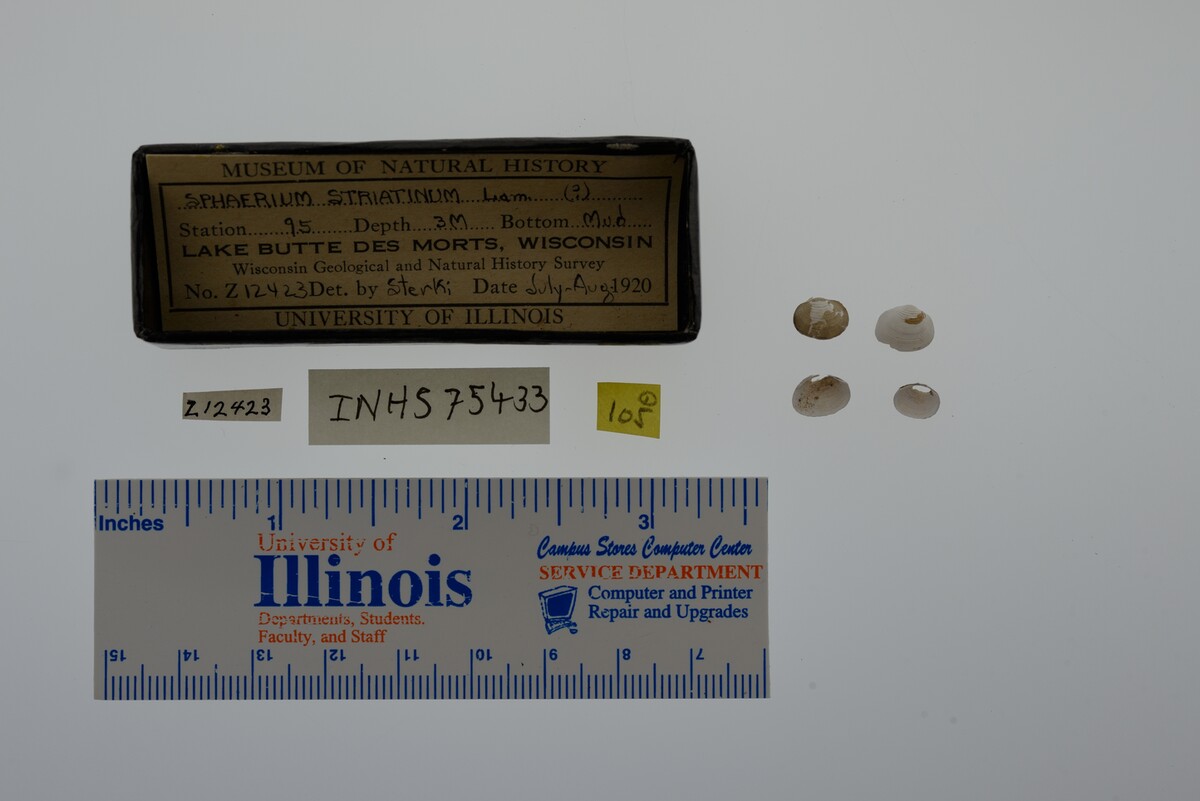 MUSEUM OF NATURAL HISTORY
SPHAERIUM STRIATINUM Lam. (?)
Station 95 Depth 3M Bottom Mud
LAKE BUTTE DES MORTS, WISCONSIN
Wisconsin Geological and Natural History Survey
No. Z12423 Det. by Sterki Date July-Aug-1920
UNIVERSITY OF ILLINOIS
Z12423
INHS 75433
Inches 1 2 3
University of
Illinois
Departments, Students,
Faculty, and Staff
Campus Stores Computer Center
SERVICE DEPARTMENT
Computer and Printer
Repair and Upgrades
15 14 13 12 11 10 9 8 7